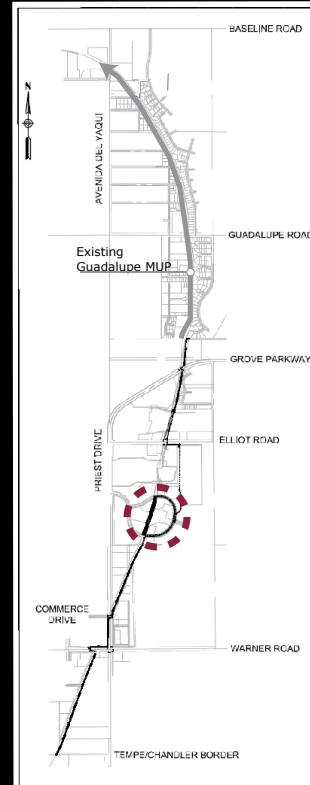 BASELINE ROAD
N
AVENIDA DEL YAQUI
GUADALUPE ROAD
Existing
Guadalupe MUP
GROVE PARKWAY
ELLIOT ROAD
PRIEST DRIVE
COMMERCE
DRIVE
WARNER ROAD
TEMPE/CHANDLER BORDER